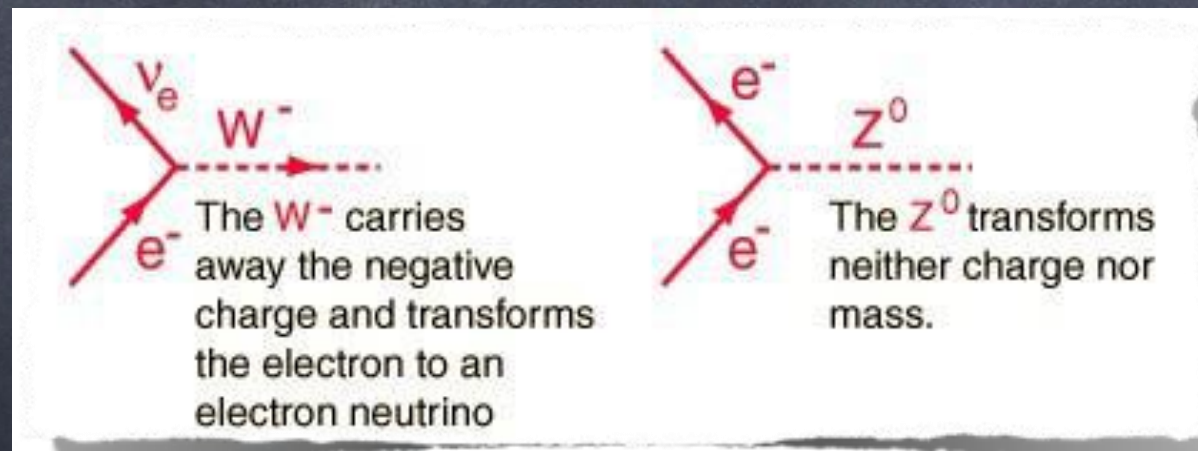 νe
W-
e-
The W- carries
away the negative
charge and transforms
the electron to an
electron neutrino
e-
Z0
e-
The Z0 transforms
neither charge nor
mass.